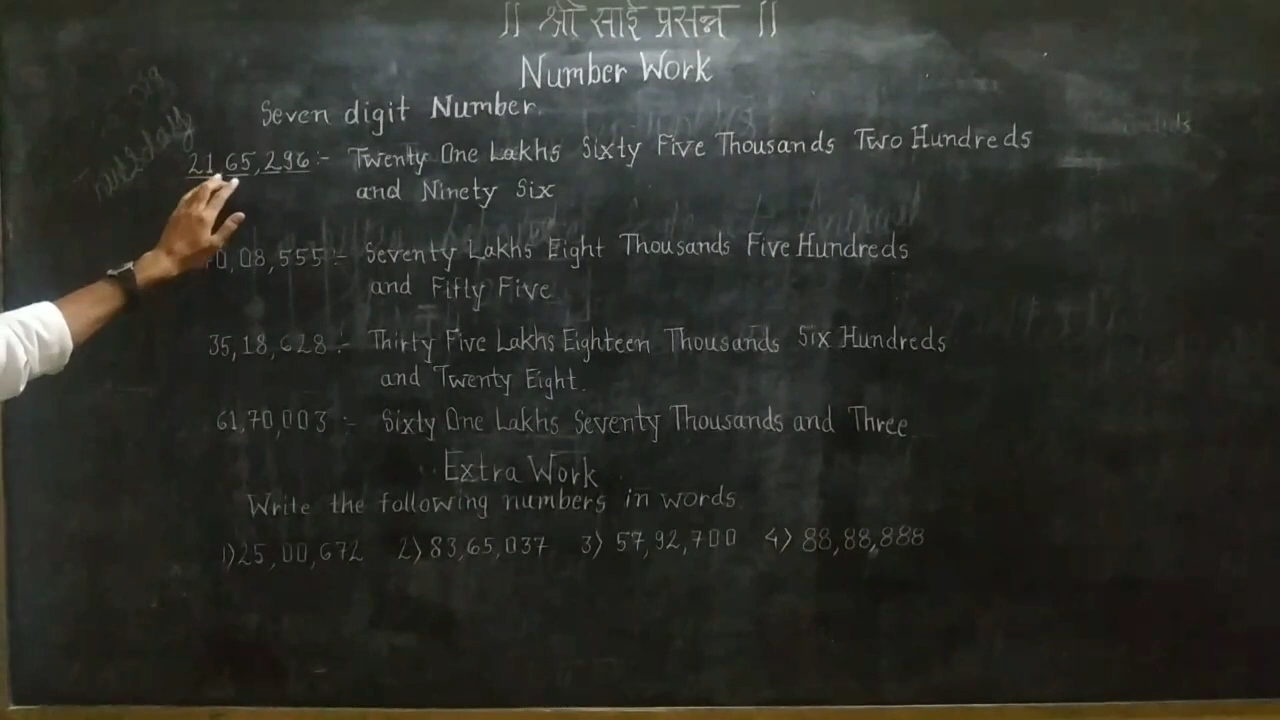 || श्री साई प्रसन्न ||
Number Work
Seven digit Number.
21,65,296 :- Twenty One Lakhs Sixty Five Thousands Two Hundreds
and Ninety Six
0,08,555 :- Seventy Lakhs Eight Thousands Five Hundreds
and Fifty Five
35,18,628 :- Thirty Five Lakhs Eighteen Thousands Six Hundreds
and Twenty Eight.
61,70,003 :- Sixty One Lakhs Seventy Thousands and Three
Extra Work
Write the following numbers in words
1) 25,00,672 2) 83,65,037 3) 57,92,700 4) 88,88,888